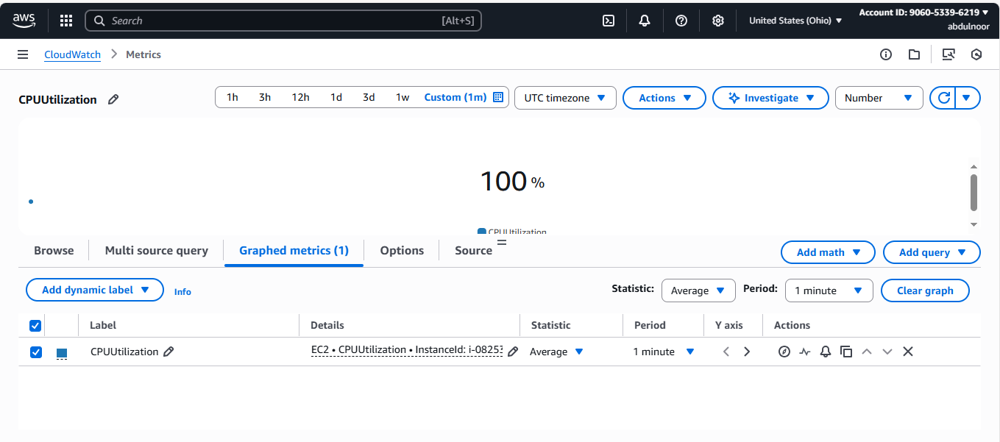 aws
Search [Alt+S]
United States (Ohio)
Account ID: 9060-5339-6219
abdulnoor
CloudWatch Metrics
CPUUtilization
1h 3h 12h 1d 3d 1w Custom (1m) UTC timezone Actions Investigate Number
100 %
CPUUtilization
Browse Multi source query Graphed metrics (1) Options Source Add math Add query
Add dynamic label Info Statistic: Average Period: 1 minute Clear graph
Label Details Statistic Period Y axis Actions
CPUUtilization EC2 • CPUUtilization • InstanceId: i-0825 Average 1 minute